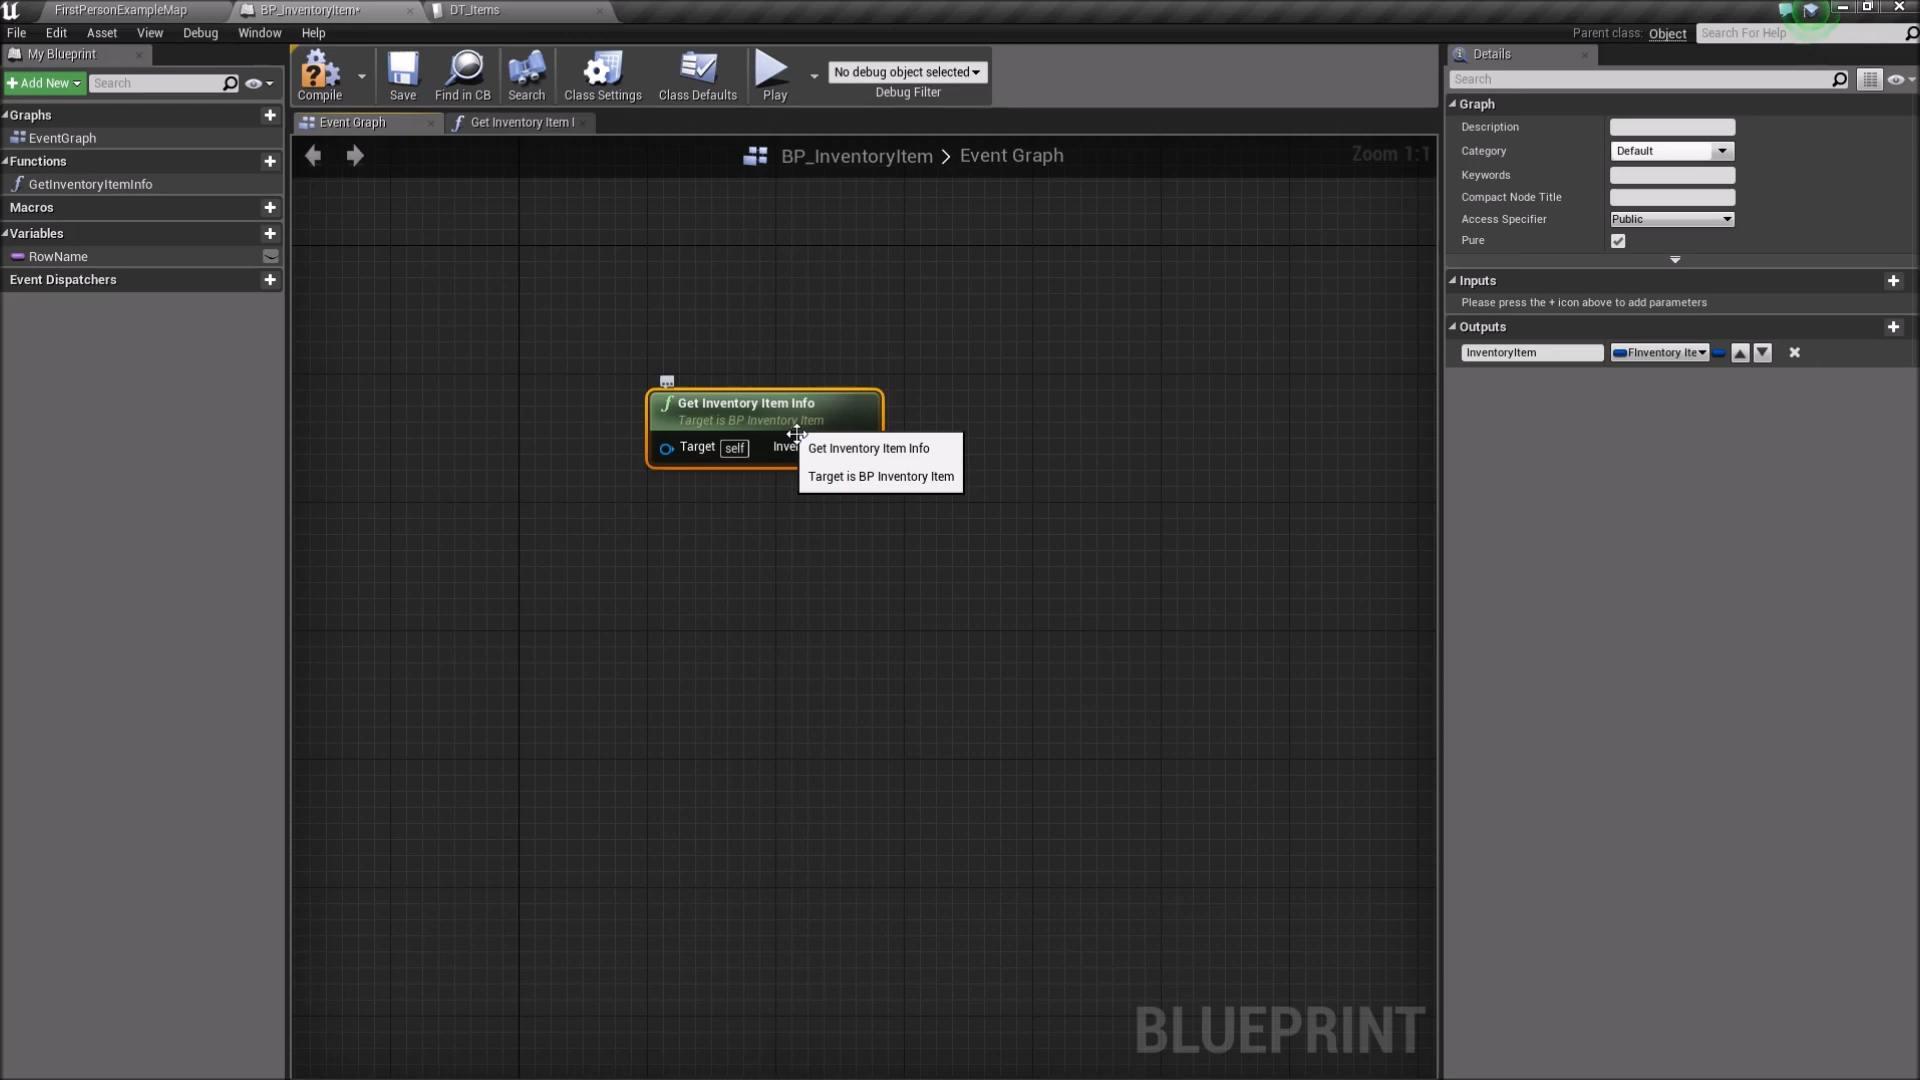 FirstPersonExampleMap
BP_InventoryItem*
DT_Items
File
Edit
Asset
View
Debug
Window
Help
Parent class: Object
Search For Help
My Blueprint
Add New
Search
Graphs
EventGraph
Functions
GetInventoryItemInfo
Macros
Variables
RowName
Event Dispatchers
Compile
Save
Find in CB
Search
Class Settings
Class Defaults
Play
No debug object selected
Debug Filter
Event Graph
Get Inventory Item I
BP_InventoryItem > Event Graph
Zoom 1:1
Get Inventory Item Info
Target is BP Inventory Item
Target self
Get Inventory Item Info
Target is BP Inventory Item
BLUEPRINT
Details
Search
Graph
Description
Category Default
Keywords
Compact Node Title
Access Specifier Public
Pure
Inputs
Please press the + icon above to add parameters
Outputs
InventoryItem FInventory Ite